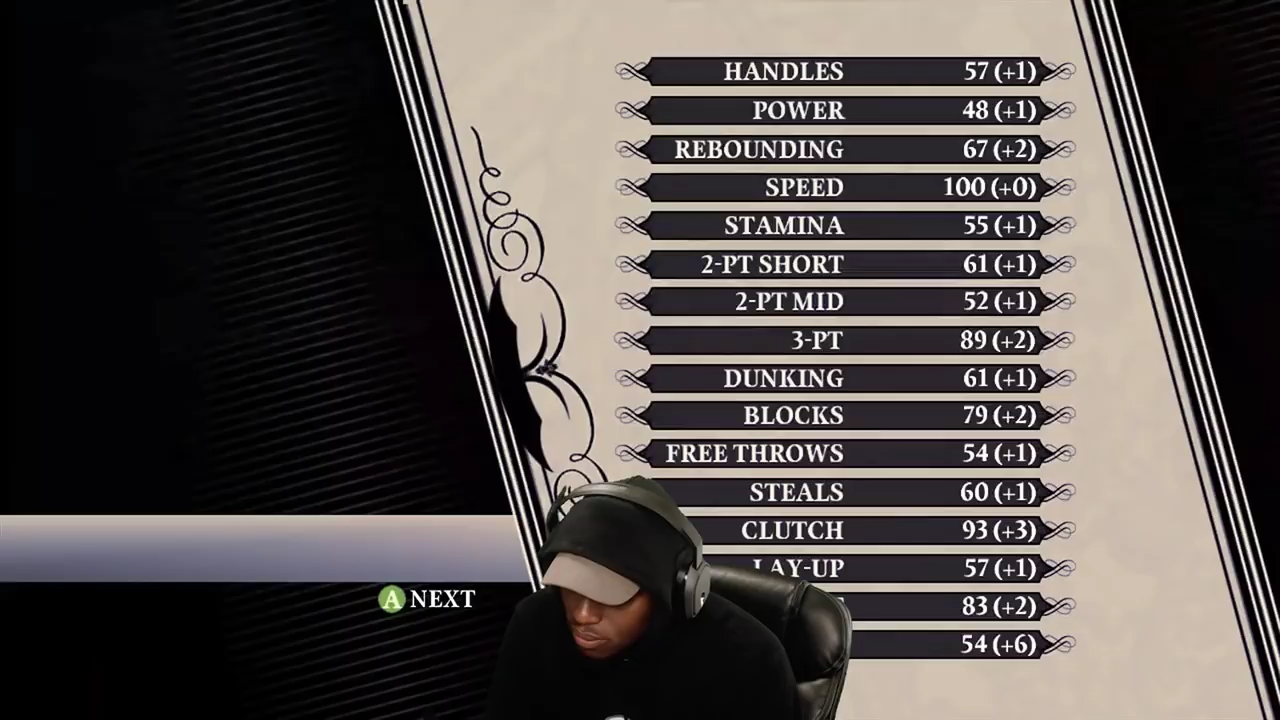 HANDLES 57 (+1)
POWER 48 (+1)
REBOUNDING 67 (+2)
SPEED 100 (+0)
STAMINA 55 (+1)
2-PT SHORT 61 (+1)
2-PT MID 52 (+1)
3-PT 89 (+2)
DUNKING 61 (+1)
BLOCKS 79 (+2)
FREE THROWS 54 (+1)
STEALS 60 (+1)
CLUTCH 93 (+3)
LAY-UP 57 (+1)
A NEXT
83 (+2)
54 (+6)